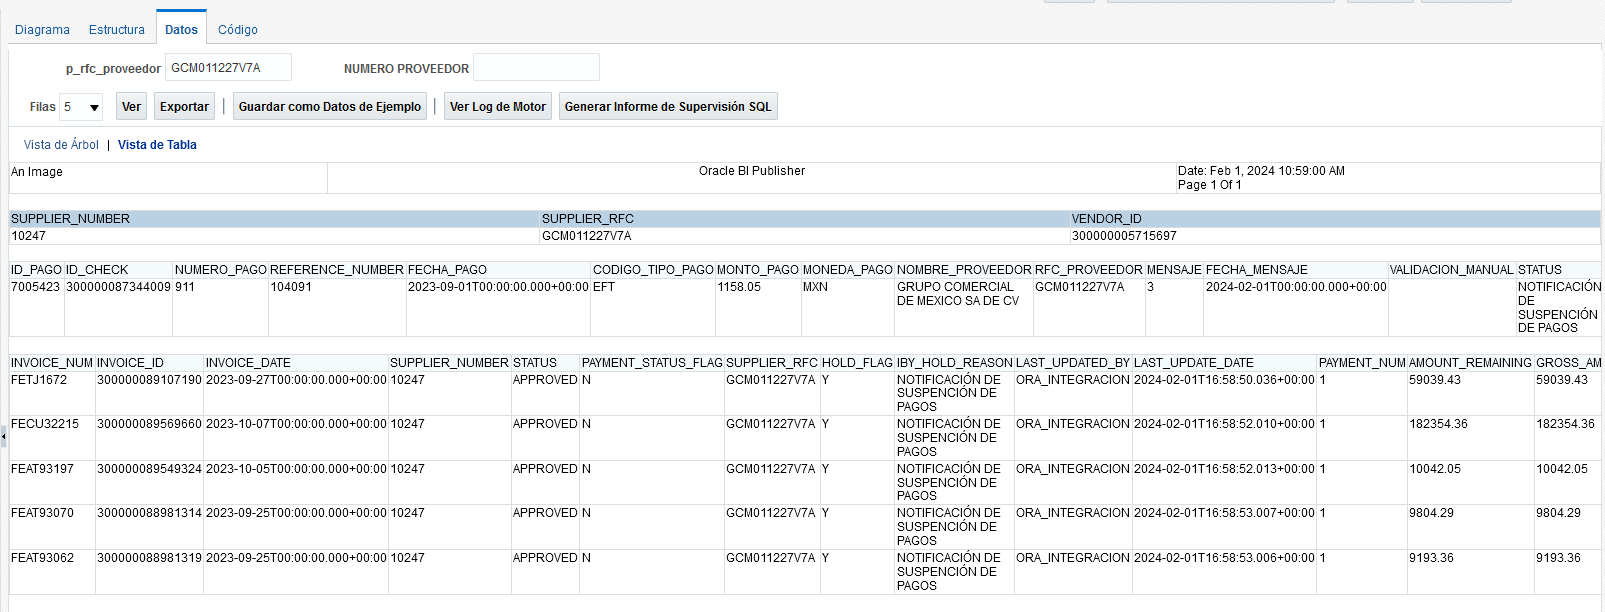 Diagrama Estructura Datos Código
p_rfc_proveedor GCM011227V7A NUMERO PROVEEDOR
Filas 5 Ver Exportar | Guardar como Datos de Ejemplo | Ver Log de Motor Generar Informe de Supervisión SQL
Vista de Árbol | Vista de Tabla
An Image Oracle BI Publisher Date: Feb 1, 2024 10:59:00 AM
Page 1 Of 1
SUPPLIER_NUMBER SUPPLIER_RFC VENDOR_ID
10247 GCM011227V7A 300000005715697
ID_PAGO ID_CHECK NUMERO_PAGO REFERENCE_NUMBER FECHA_PAGO CODIGO_TIPO_PAGO MONTO_PAGO MONEDA_PAGO NOMBRE_PROVEEDOR RFC_PROVEEDOR MENSAJE FECHA_MENSAJE VALIDACION_MANUAL STATUS
7005423 300000087344009 911 104091 2023-09-01T00:00:00.000+00:00 EFT 1158.05 MXN GRUPO COMERCIAL GCM011227V7A 3 2024-02-01T00:00:00.000+00:00 NOTIFICACIÓN
DE MEXICO SA DE CV DE
SUSPENCIÓN
DE PAGOS
INVOICE_NUM INVOICE_ID INVOICE_DATE SUPPLIER_NUMBER STATUS PAYMENT_STATUS_FLAG SUPPLIER_RFC HOLD_FLAG IBY_HOLD_REASON LAST_UPDATED_BY LAST_UPDATE_DATE PAYMENT_NUM AMOUNT_REMAINING GROSS_AM
FETJ1672 300000089107190 2023-09-27T00:00:00.000+00:00 10247 APPROVED N GCM011227V7A Y NOTIFICACIÓN DE ORA_INTEGRACION 2024-02-01T16:58:50.036+00:00 1 59039.43 59039.43
SUSPENCIÓN DE
PAGOS
FECU32215 300000089569660 2023-10-07T00:00:00.000+00:00 10247 APPROVED N GCM011227V7A Y NOTIFICACIÓN DE ORA_INTEGRACION 2024-02-01T16:58:52.010+00:00 1 182354.36 182354.36
SUSPENCIÓN DE
PAGOS
FEAT93197 300000089549324 2023-10-05T00:00:00.000+00:00 10247 APPROVED N GCM011227V7A Y NOTIFICACIÓN DE ORA_INTEGRACION 2024-02-01T16:58:52.013+00:00 1 10042.05 10042.05
SUSPENCIÓN DE
PAGOS
FEAT93070 300000088981314 2023-09-25T00:00:00.000+00:00 10247 APPROVED N GCM011227V7A Y NOTIFICACIÓN DE ORA_INTEGRACION 2024-02-01T16:58:53.007+00:00 1 9804.29 9804.29
SUSPENCIÓN DE
PAGOS
FEAT93062 300000088981319 2023-09-25T00:00:00.000+00:00 10247 APPROVED N GCM011227V7A Y NOTIFICACIÓN DE ORA_INTEGRACION 2024-02-01T16:58:53.006+00:00 1 9193.36 9193.36
SUSPENCIÓN DE
PAGOS